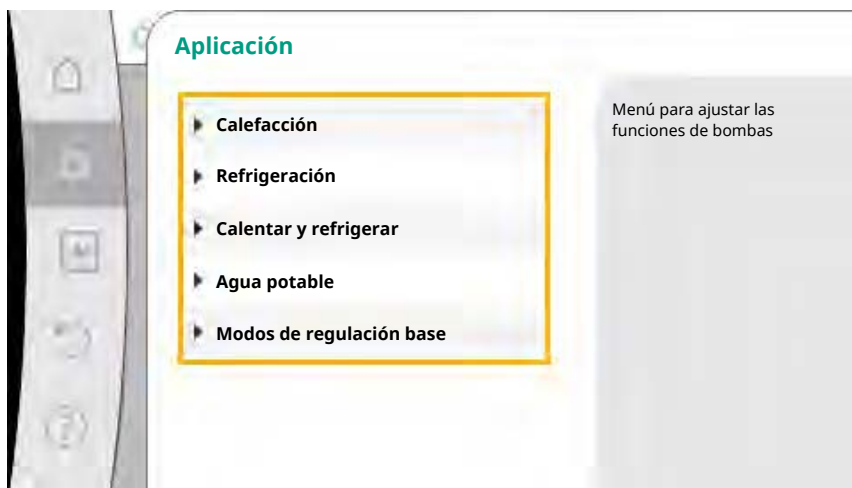 Aplicación
Calefacción
Refrigeración
Calentar y refrigerar
Agua potable
Modos de regulación base
Menú para ajustar las
funciones de bombas